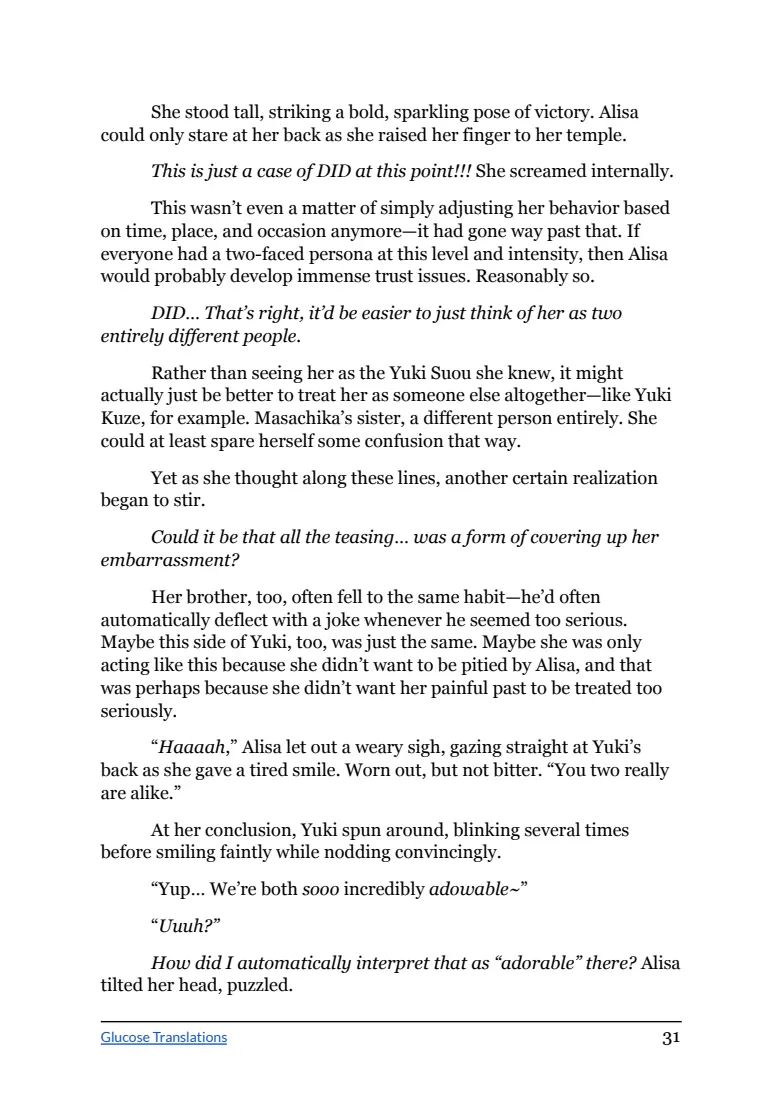 She stood tall, striking a bold, sparkling pose of victory. Alisa
could only stare at her back as she raised her finger to her temple.
This is just a case of DID at this point!!! She screamed internally.
This wasn’t even a matter of simply adjusting her behavior based
on time, place, and occasion anymore—it had gone way past that. If
everyone had a two-faced persona at this level and intensity, then Alisa
would probably develop immense trust issues. Reasonably so.
DID… That’s right, it’d be easier to just think of her as two
entirely different people.
Rather than seeing her as the Yuki Suou she knew, it might
actually just be better to treat her as someone else altogether—like Yuki
Kuze, for example. Masachika’s sister, a different person entirely. She
could at least spare herself some confusion that way.
Yet as she thought along these lines, another certain realization
began to stir.
Could it be that all the teasing… was a form of covering up her
embarrassment?
Her brother, too, often fell to the same habit—he’d often
automatically deflect with a joke whenever he seemed too serious.
Maybe this side of Yuki, too, was just the same. Maybe she was only
acting like this because she didn’t want to be pitied by Alisa, and that
was perhaps because she didn’t want her painful past to be treated too
seriously.
“Haaaah,” Alisa let out a weary sigh, gazing straight at Yuki’s
back as she gave a tired smile. Worn out, but not bitter. “You two really
are alike.”
At her conclusion, Yuki spun around, blinking several times
before smiling faintly while nodding convincingly.
“Yup… We’re both sooo incredibly adowable~”
“Uuuh?”
How did I automatically interpret that as “adorable” there? Alisa
tilted her head, puzzled.
Glucose Translations
31